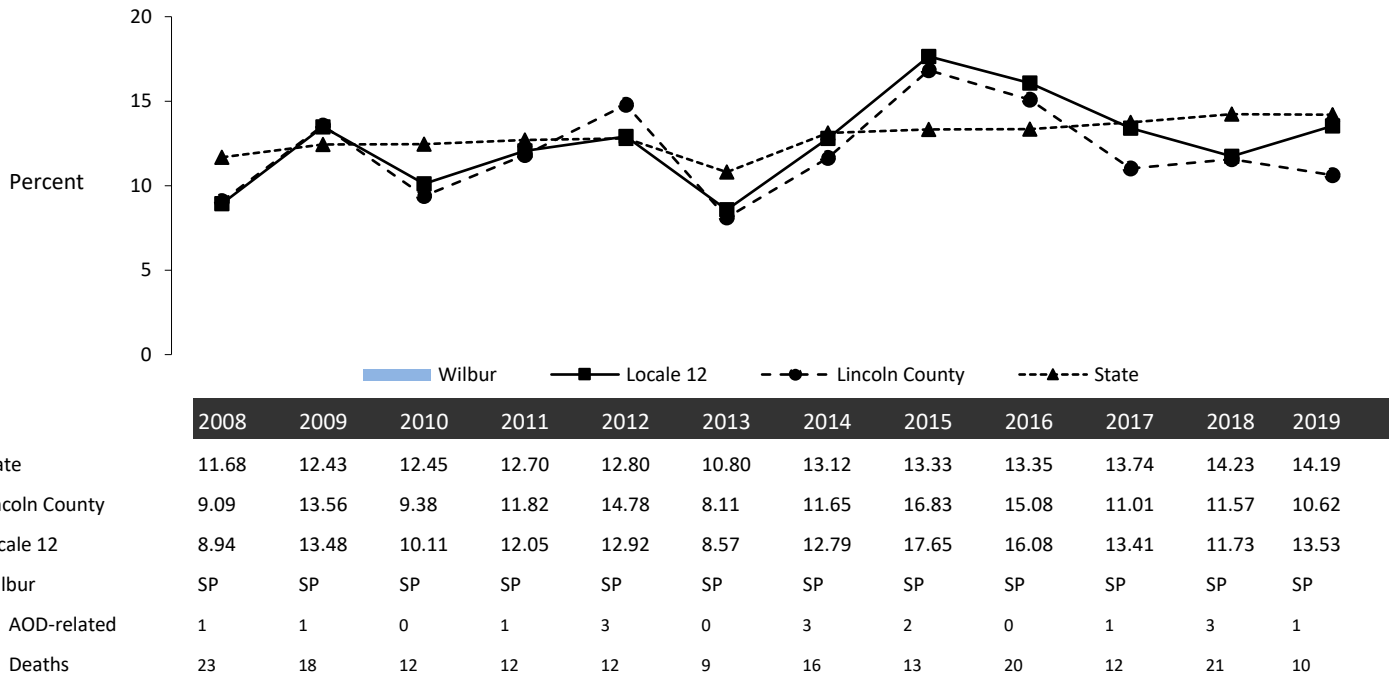 20
15
Percent
10
5
0
Wilbur Locale 12 Lincoln County State
2008 2009 2010 2011 2012 2013 2014 2015 2016 2017 2018 2019
ate 11.68 12.43 12.45 12.70 12.80 10.80 13.12 13.33 13.35 13.74 14.23 14.19
ncoln County 9.09 13.56 9.38 11.82 14.78 8.11 11.65 16.83 15.08 11.01 11.57 10.62
cale 12 8.94 13.48 10.11 12.05 12.92 8.57 12.79 17.65 16.08 13.41 11.73 13.53
lbur SP SP SP SP SP SP SP SP SP SP SP SP
AOD-related 1 1 0 1 3 0 3 2 0 1 3 1
Deaths 23 18 12 12 12 9 16 13 20 12 21 10